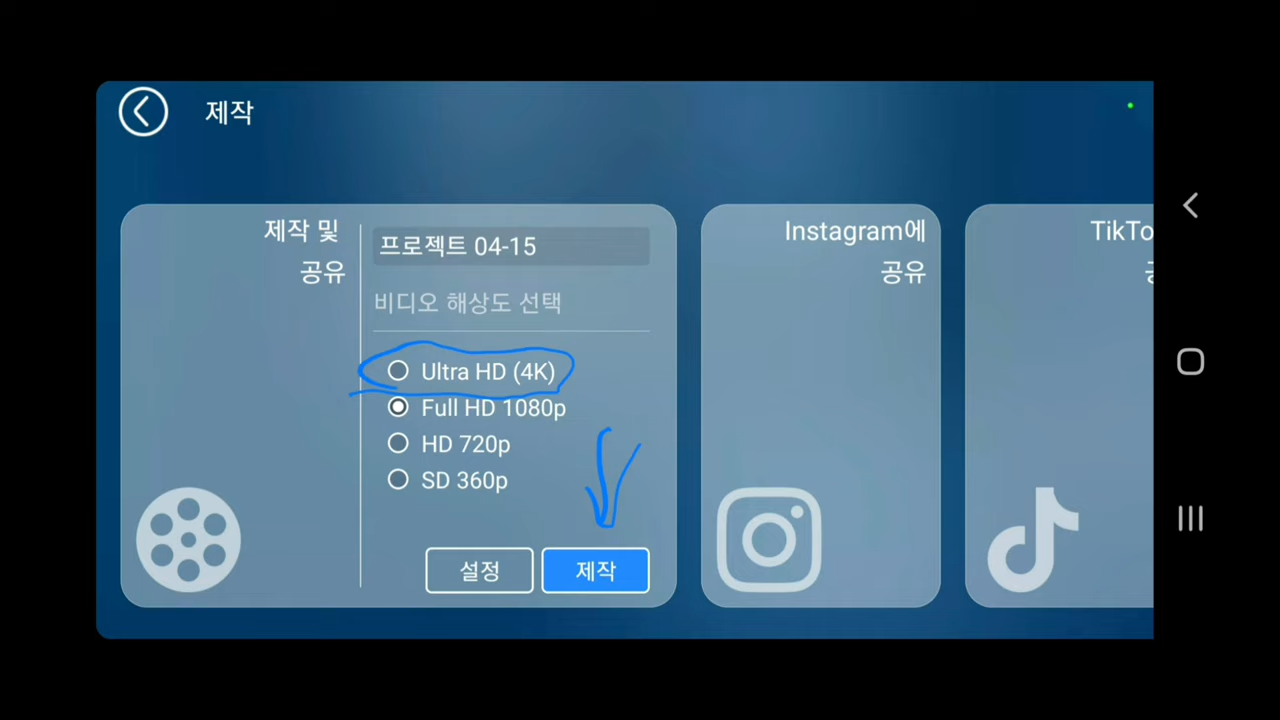 제작
제작 및
공유
프로젝트 04-15
비디오 해상도 선택
Ultra HD (4K)
Full HD 1080p
HD 720p
SD 360p
설정
제작
Instagram에
공유
TikTo